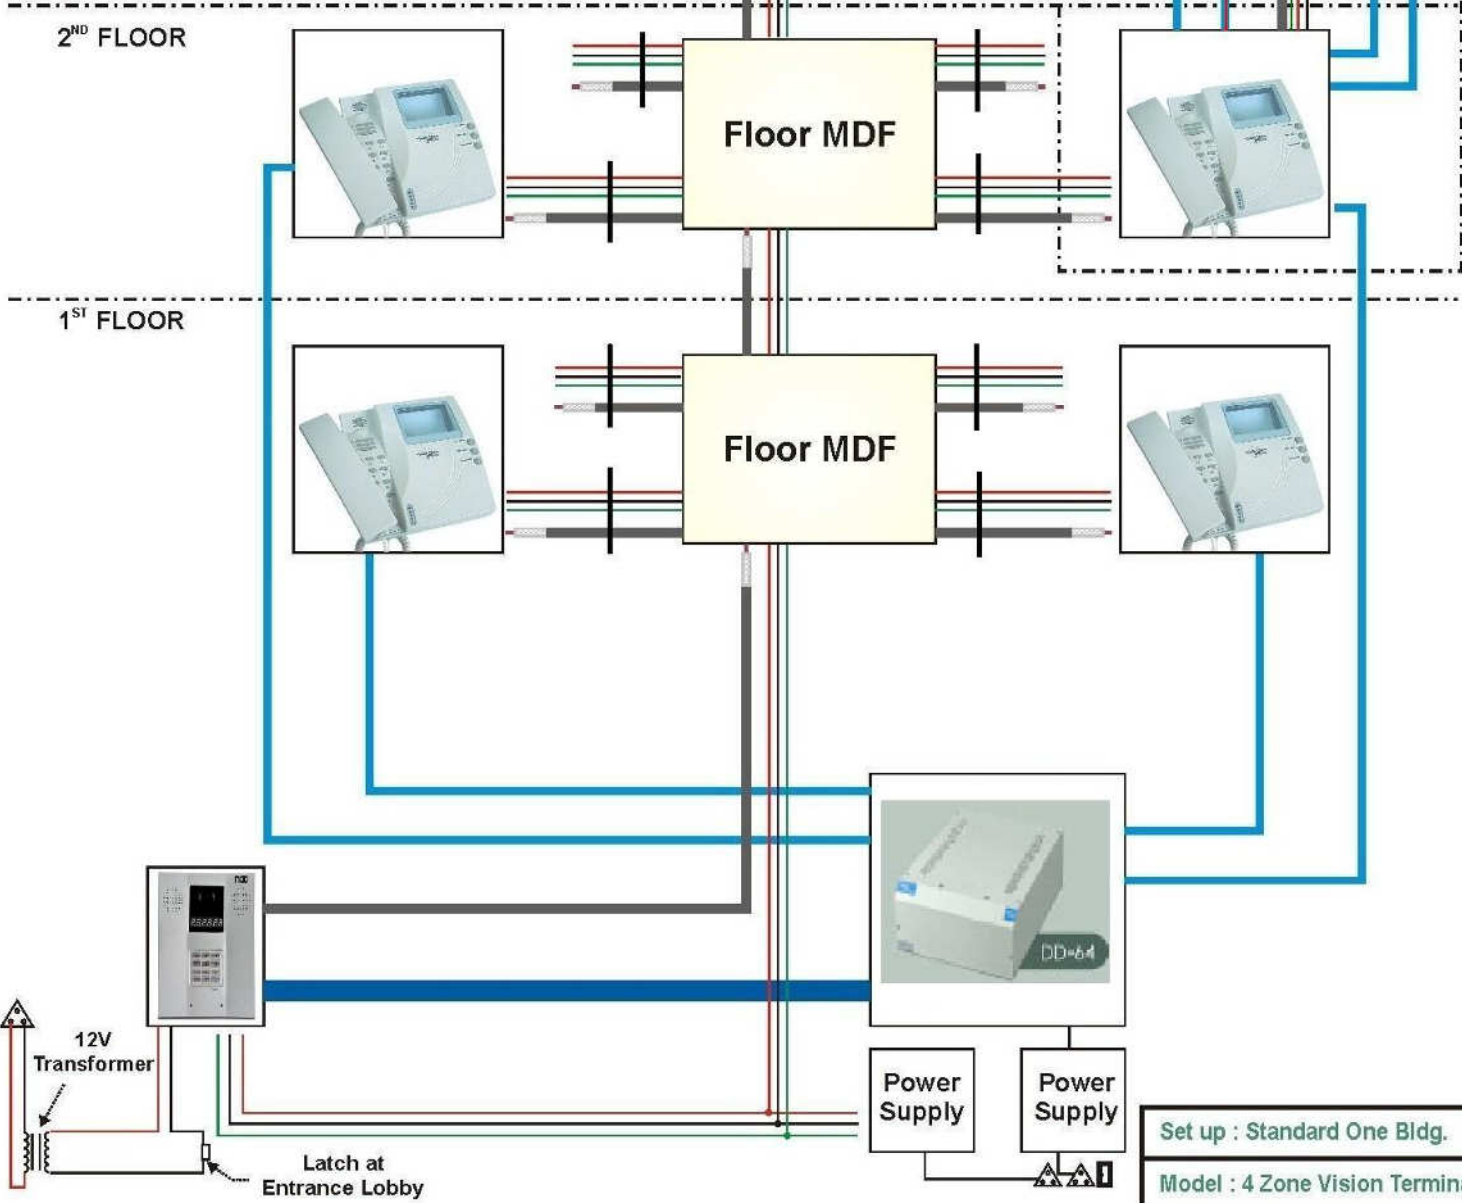 2ND FLOOR
Floor MDF
1ST FLOOR
Floor MDF
DD-64
12V
Transformer
Power
Supply
Power
Supply
Latch at
Entrance Lobby
Set up : Standard One Bldg.
Model : 4 Zone Vision